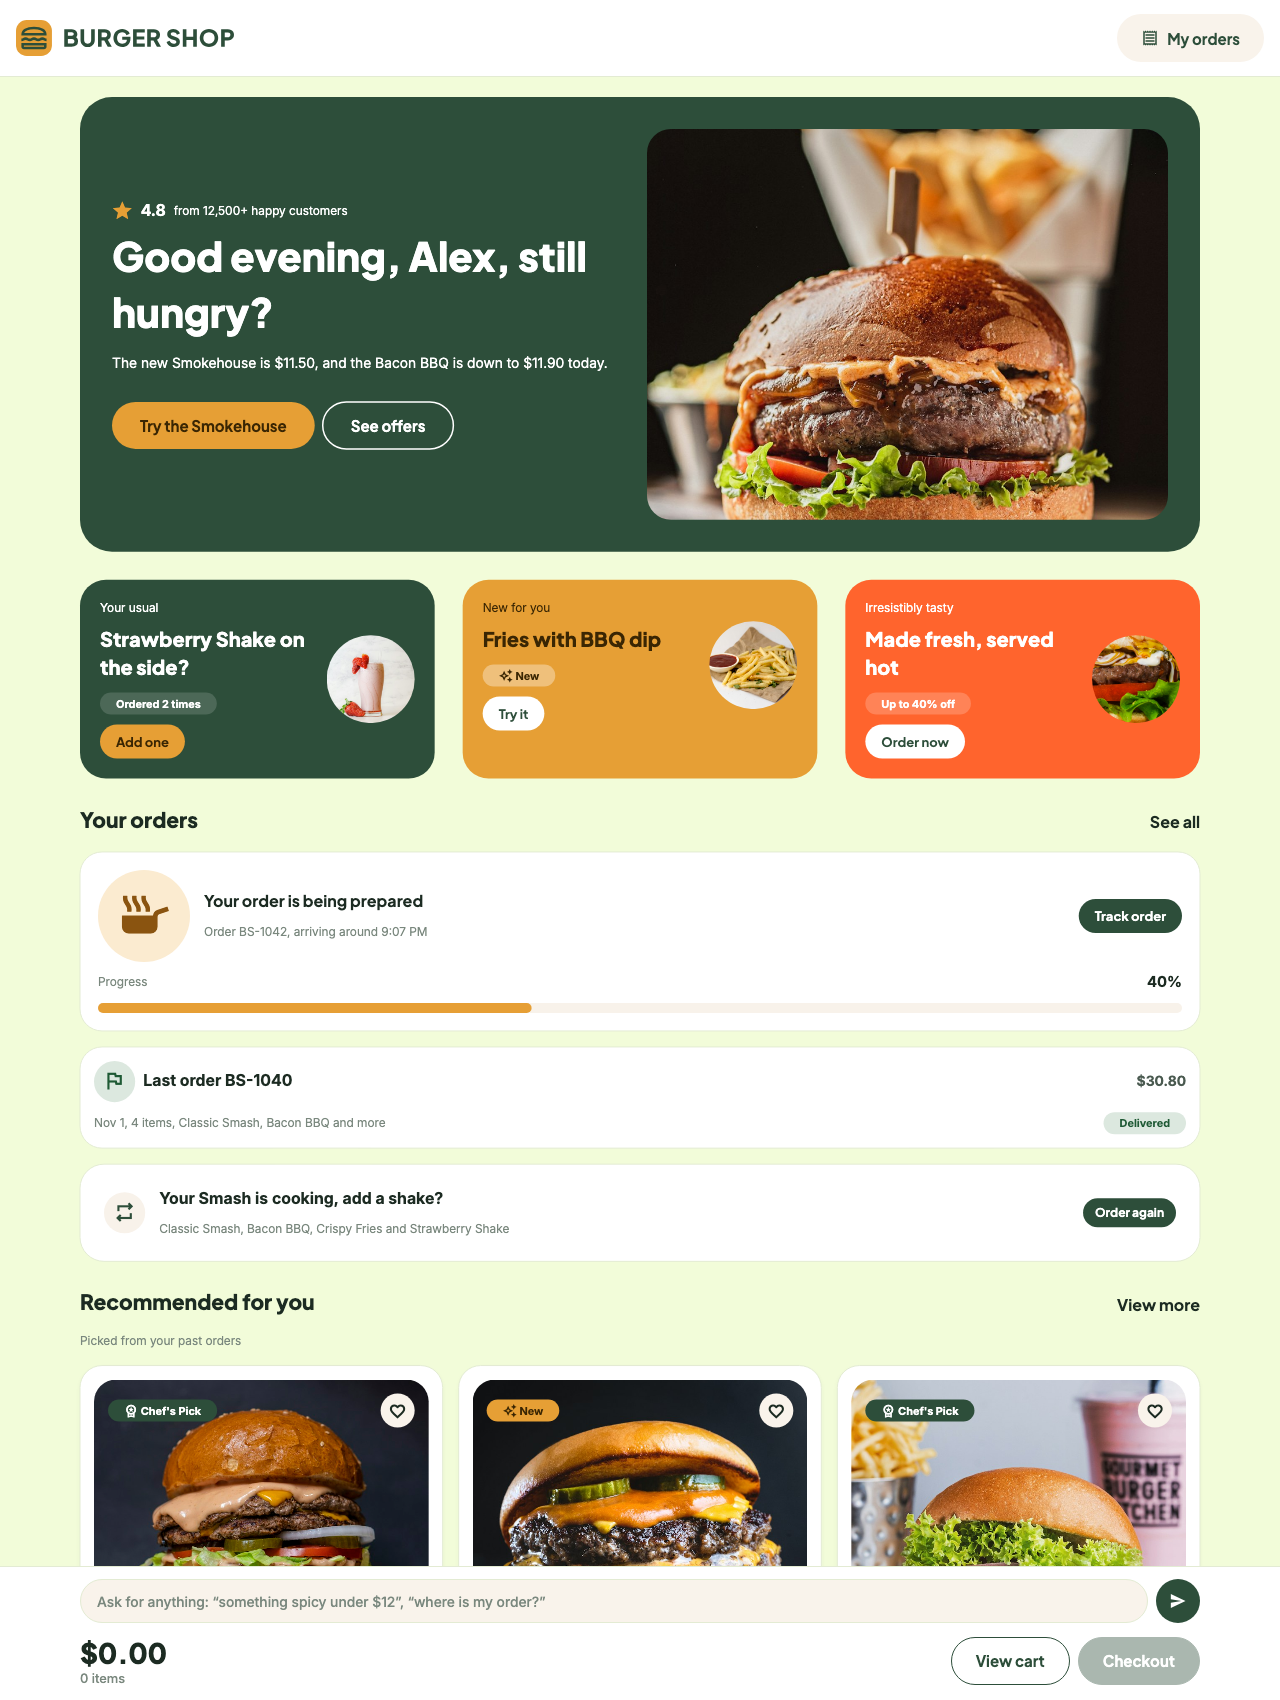 BURGER SHOP
My orders
4.8 from 12,500+ happy customers
Good evening, Alex, still
hungry?
The new Smokehouse is $11.50, and the Bacon BBQ is down to $11.90 today.
Try the Smokehouse
See offers
Your usual
Strawberry Shake on
the side?
Ordered 2 times
Add one
New for you
Fries with BBQ dip
New
Try it
Irresistibly tasty
Made fresh, served
hot
Up to 40% off
Order now
Your orders
See all
Your order is being prepared
Order BS-1042, arriving around 9:07 PM
Track order
Progress
40%
Last order BS-1040
$30.80
Nov 1, 4 items, Classic Smash, Bacon BBQ and more
Delivered
Your Smash is cooking, add a shake?
Classic Smash, Bacon BBQ, Crispy Fries and Strawberry Shake
Order again
Recommended for you
View more
Picked from your past orders
Chef's Pick
New
Chef's Pick
GOURMET
BURGER
KITCHEN
Ask for anything: “something spicy under $12”, “where is my order?”
$0.00
0 items
View cart
Checkout